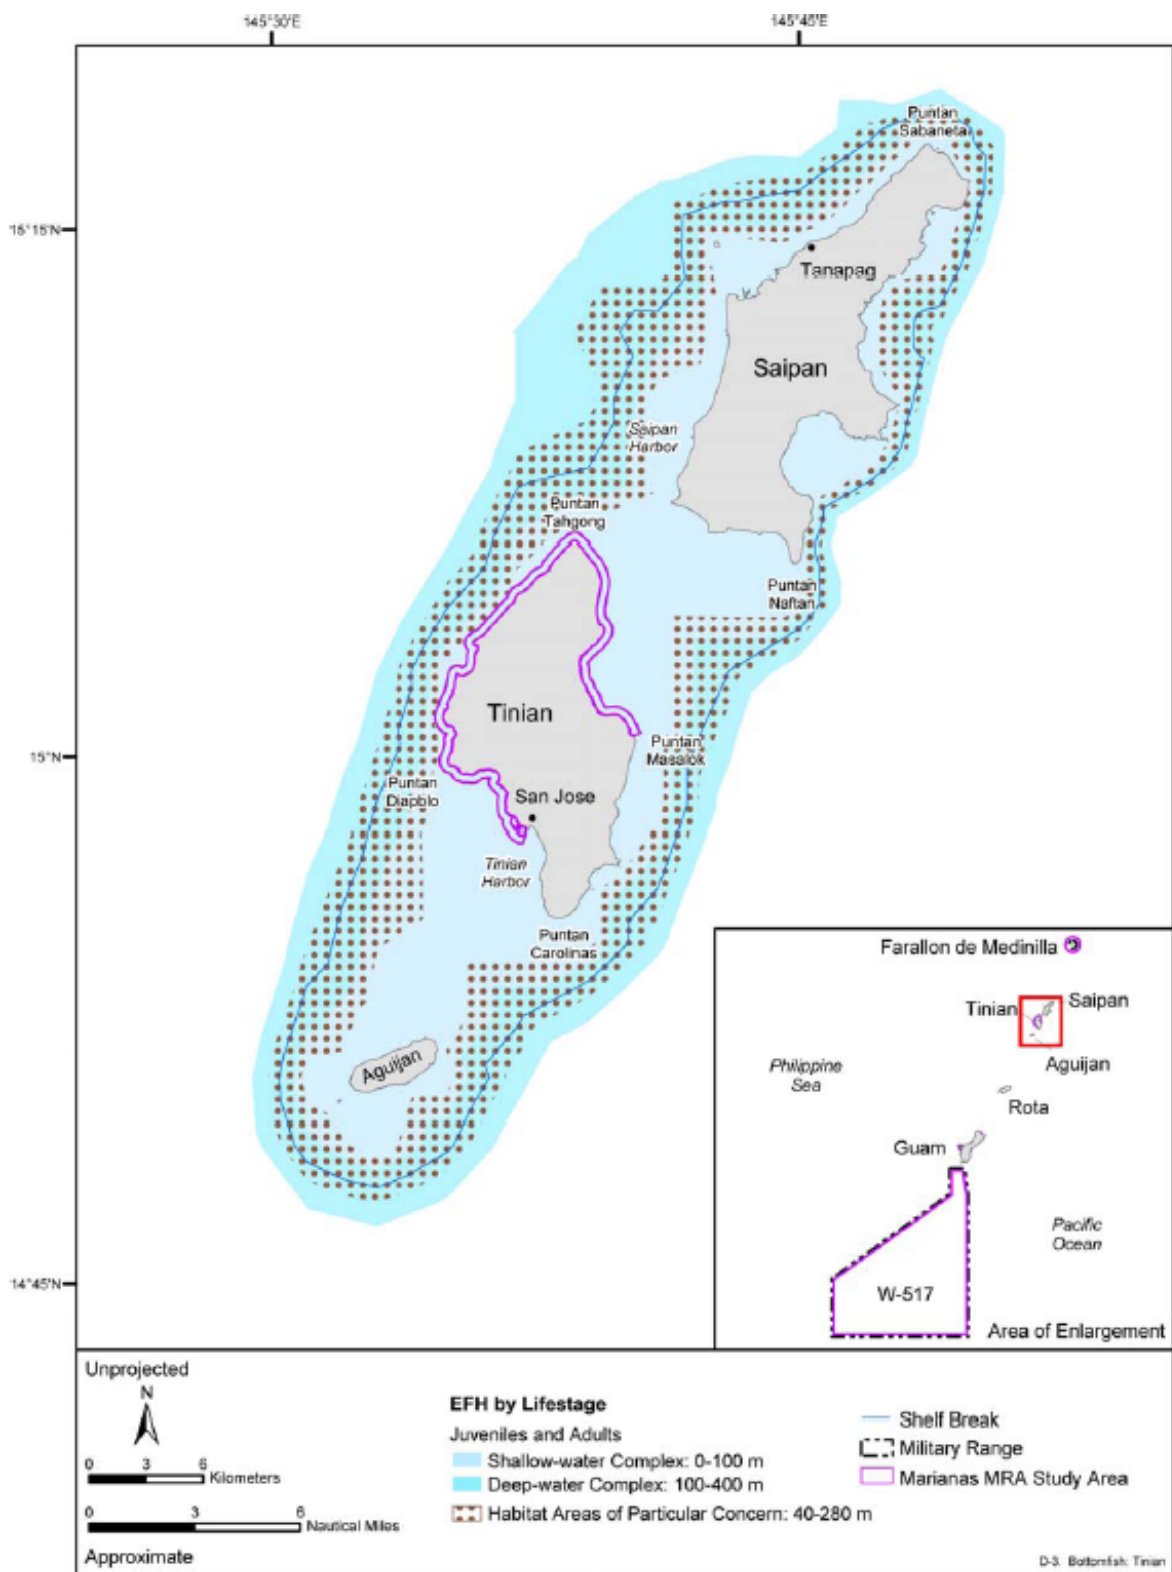 145°30'E
145°45'E
Puntan
Sabaneta
15°15'N
Tanapag
Saipan
Saipan
Harbor
Puntan
Tahgong
Puntan
Naftan
Tinian
Puntan
Masalok
15°N
Puntan
Diapblo
San Jose
Tinian
Harbor
Puntan
Carolinas
Aguijan
Farallon de Medinilla
Tinian
Saipan
Philippine
Sea
Aguijan
Rota
Guam
Pacific
Ocean
W-517
14°45'N
Area of Enlargement
Unprojected
N
0 3 6
Kilometers
0 3 6
Nautical Miles
Approximate
EFH by Lifestage
Juveniles and Adults
Shallow-water Complex: 0-100 m
Deep-water Complex: 100-400 m
Habitat Areas of Particular Concern: 40-280 m
Shelf Break
Military Range
Marianas MRA Study Area
D-3. Bottomfish: Tinian